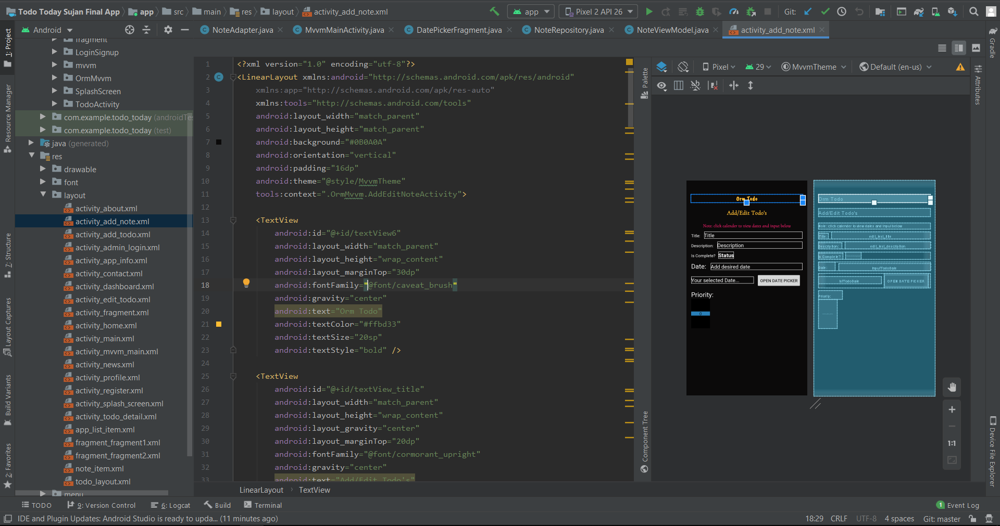 Todo Today Sujan Final App
app
src
main
res
layout
activity_add_note.xml
app
Pixel 2 API 26
Git:
Android
NoteAdapter.java
MvvmMainActivity.java
DatePickerFragment.java
NoteRepository.java
NoteViewModel.java
activity_add_note.xml
1: Project
Resource Manager
7: Structure
Layout Captures
Build Variants
2: Favorites
fragment
LoginSignup
mvvm
OrmMvvm
SplashScreen
TodoActivity
com.example.todo_today (androidTes
com.example.todo_today (test)
java (generated)
res
drawable
font
layout
activity_about.xml
activity_add_note.xml
activity_add_todo.xml
activity_admin_login.xml
activity_app_info.xml
activity_contact.xml
activity_dashboard.xml
activity_edit_todo.xml
activity_fragment.xml
activity_home.xml
activity_main.xml
activity_mvvm_main.xml
activity_news.xml
activity_profile.xml
activity_register.xml
activity_splash_screen.xml
activity_todo_detail.xml
app_list_item.xml
fragment_fragment1.xml
fragment_fragment2.xml
note_item.xml
todo_layout.xml
menu
1 <?xml version="1.0" encoding="utf-8"?>
2 <LinearLayout xmlns:android="http://schemas.android.com/apk/res/android"
3 xmlns:app="http://schemas.android.com/apk/res-auto"
4 xmlns:tools="http://schemas.android.com/tools"
5 android:layout_width="match_parent"
6 android:layout_height="match_parent"
7 android:background="#0B0A0A"
8 android:orientation="vertical"
9 android:padding="16dp"
10 android:theme="@style/MvvmTheme"
11 tools:context=".OrmMvvm.AddEditNoteActivity">
12
13 <TextView
14 android:id="@+id/textView6"
15 android:layout_width="match_parent"
16 android:layout_height="wrap_content"
17 android:layout_marginTop="30dp"
18 android:fontFamily="@font/caveat_brush"
19 android:gravity="center"
20 android:text="Orm Todo"
21 android:textColor="#ffbd33"
22 android:textSize="20sp"
23 android:textStyle="bold" />
24
25 <TextView
26 android:id="@+id/textView_title"
27 android:layout_width="match_parent"
28 android:layout_height="wrap_content"
29 android:layout_gravity="center"
30 android:layout_marginTop="20dp"
31 android:fontFamily="@font/cormorant_upright"
32 android:gravity="center"
33 android:text="Add/Edit Todo's"
LinearLayout
TextView
Palette
Component Tree
Pixel
29
MvvmTheme
Default (en-us)
Orm Todo
Add/Edit Todo's
Note: click calender to view dates and input below
Title: Title
Description: Description
Is Complete? Status
Date: Add desired date
Your selected Date... OPEN DATE PICKER
Priority:
0
Orm Todo
Add/Edit Todo's
Note: click calender to view dates and input below
Title: edit_text_title
Description: edit_text_description
Is Complete?
Date: inputTodoDate
txtTodoDate OPEN DATE PICKER
Priority:
1:1
Gradle
Attributes
Device File Explorer
TODO
9: Version Control
6: Logcat
Build
Terminal
1 Event Log
IDE and Plugin Updates: Android Studio is ready to upda... (11 minutes ago)
18:29
CRLF
UTF-8
4 spaces
Git: master